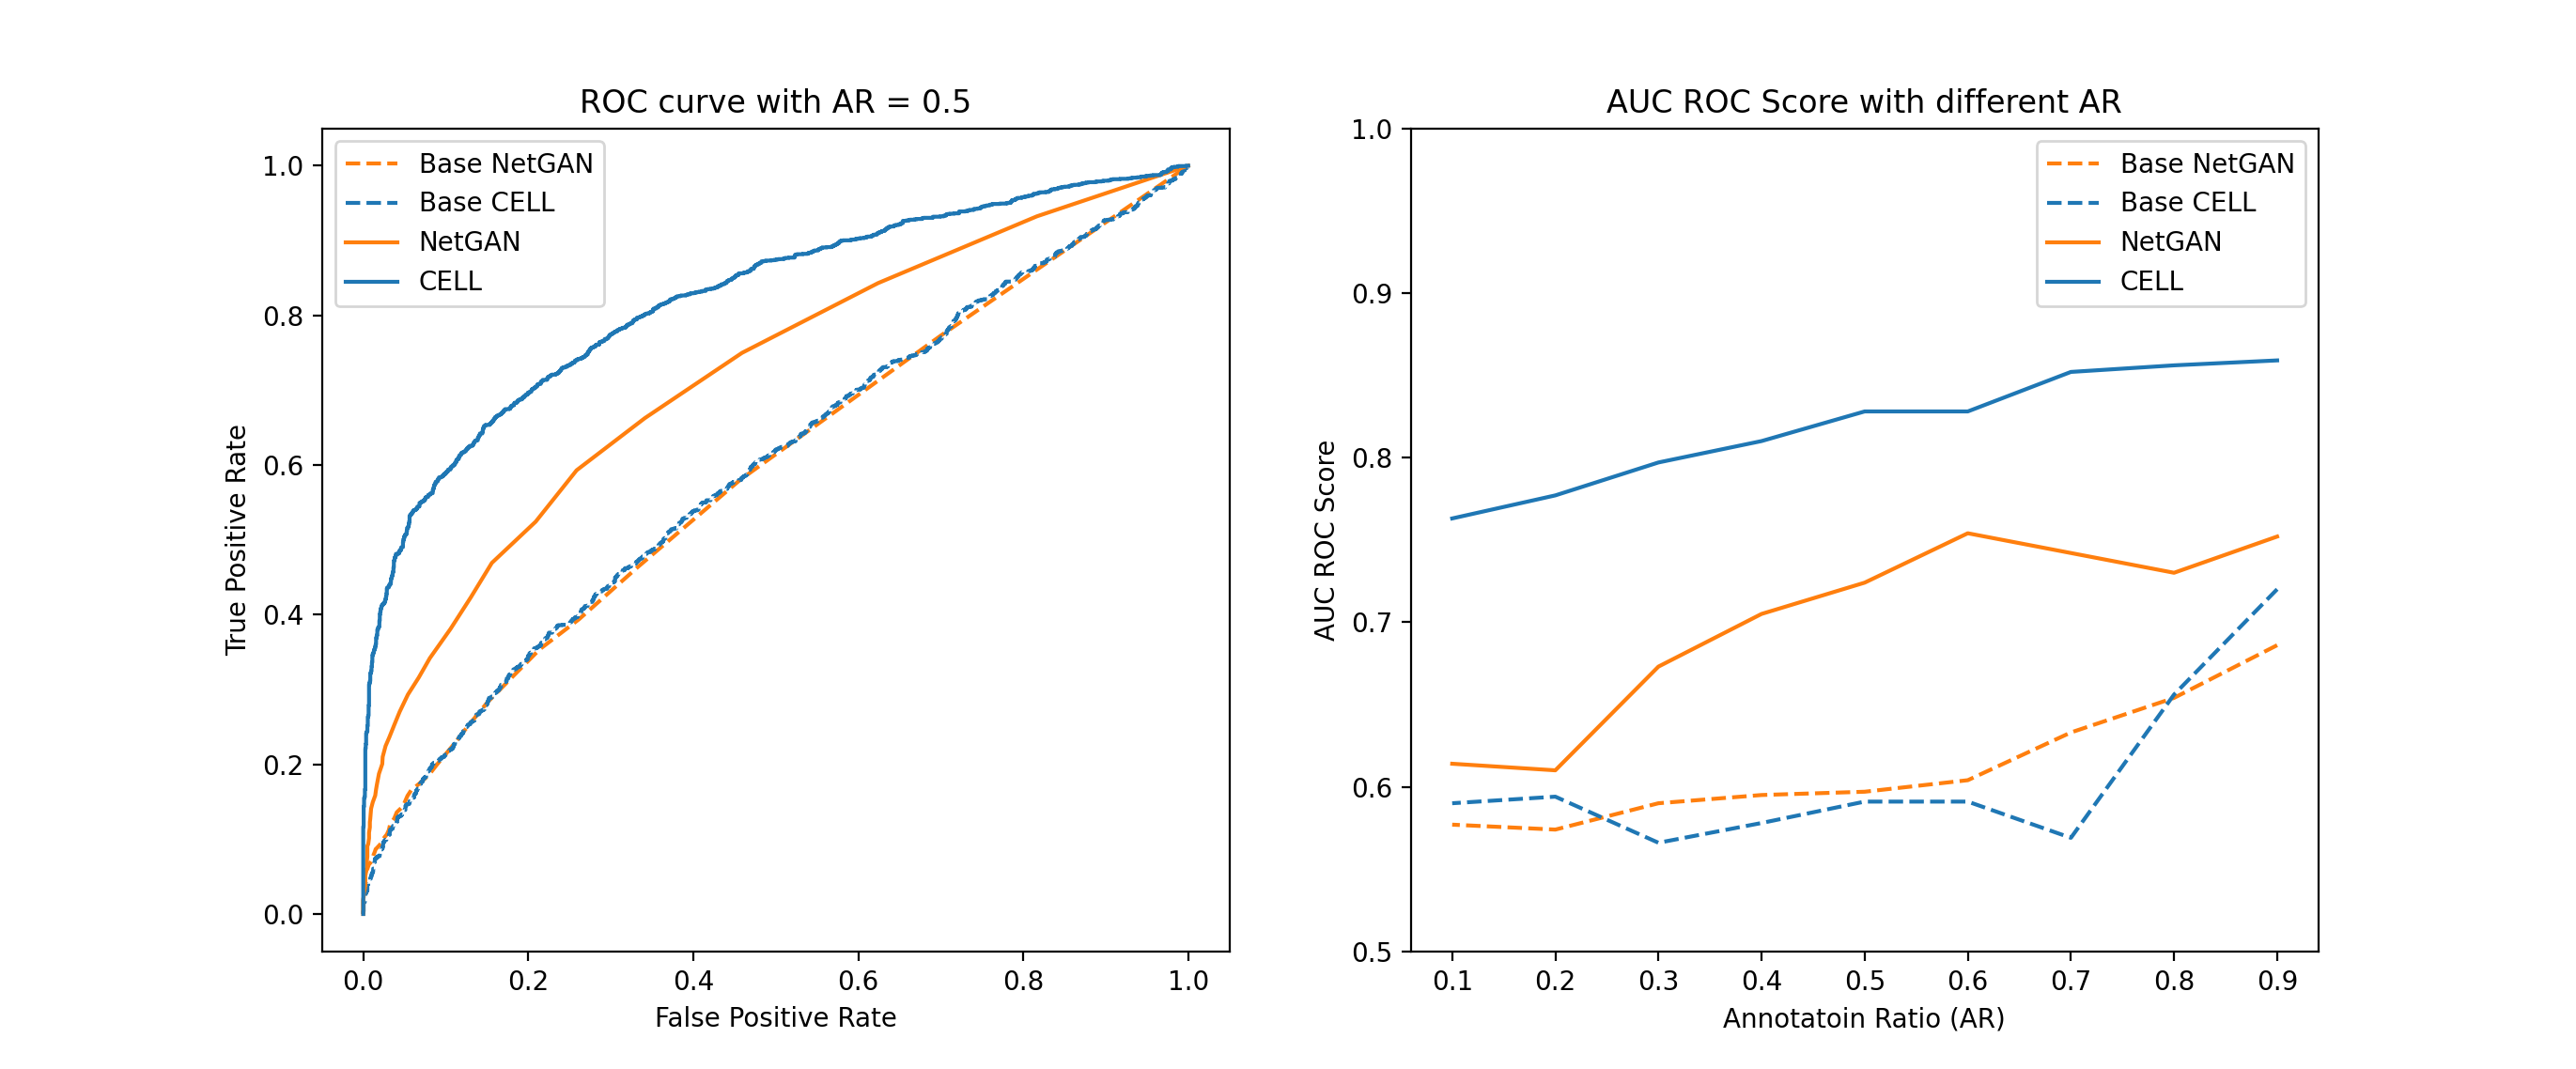 ROC curve with AR = 0.5
Base NetGAN
Base CELL
NetGAN
CELL
1.0
0.8
0.6
0.4
0.2
0.0
True Positive Rate
0.0 0.2 0.4 0.6 0.8 1.0
False Positive Rate
AUC ROC Score with different AR
Base NetGAN
Base CELL
NetGAN
CELL
1.0
0.9
0.8
0.7
0.6
0.5
AUC ROC Score
0.1 0.2 0.3 0.4 0.5 0.6 0.7 0.8 0.9
Annotatoin Ratio (AR)